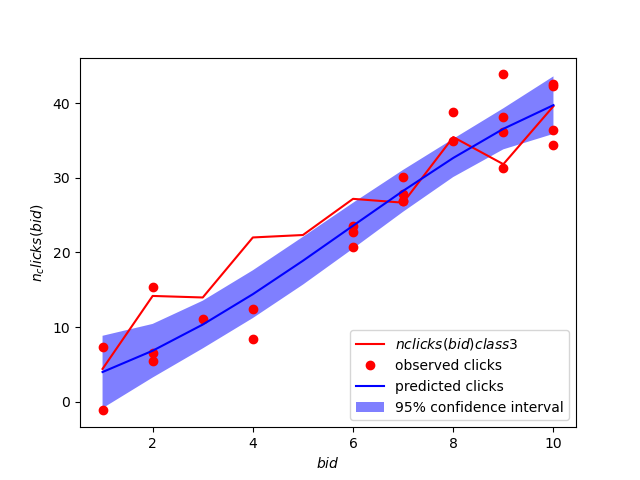 40
30
20
10
0
n_clicks(bid)
2
4
6
8
10
bid
nclicks(bid)class3
observed clicks
predicted clicks
95% confidence interval